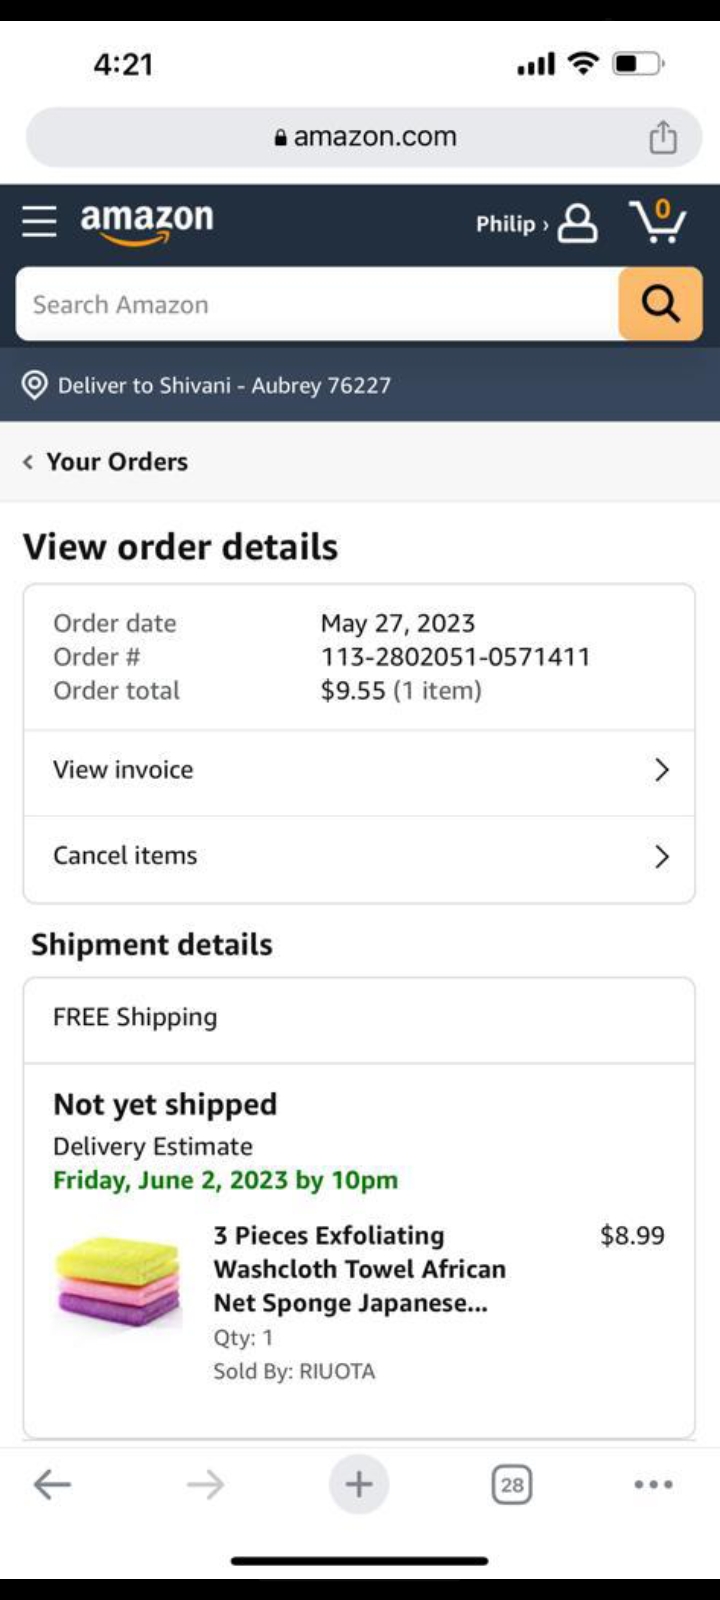 4:21
amazon.com
amazon
Philip ›
0
Search Amazon
Deliver to Shivani - Aubrey 76227
‹ Your Orders
View order details
Order date May 27, 2023
Order # 113-2802051-0571411
Order total $9.55 (1 item)
View invoice
Cancel items
Shipment details
FREE Shipping
Not yet shipped
Delivery Estimate
Friday, June 2, 2023 by 10pm
3 Pieces Exfoliating $8.99
Washcloth Towel African
Net Sponge Japanese...
Qty: 1
Sold By: RIUOTA
28